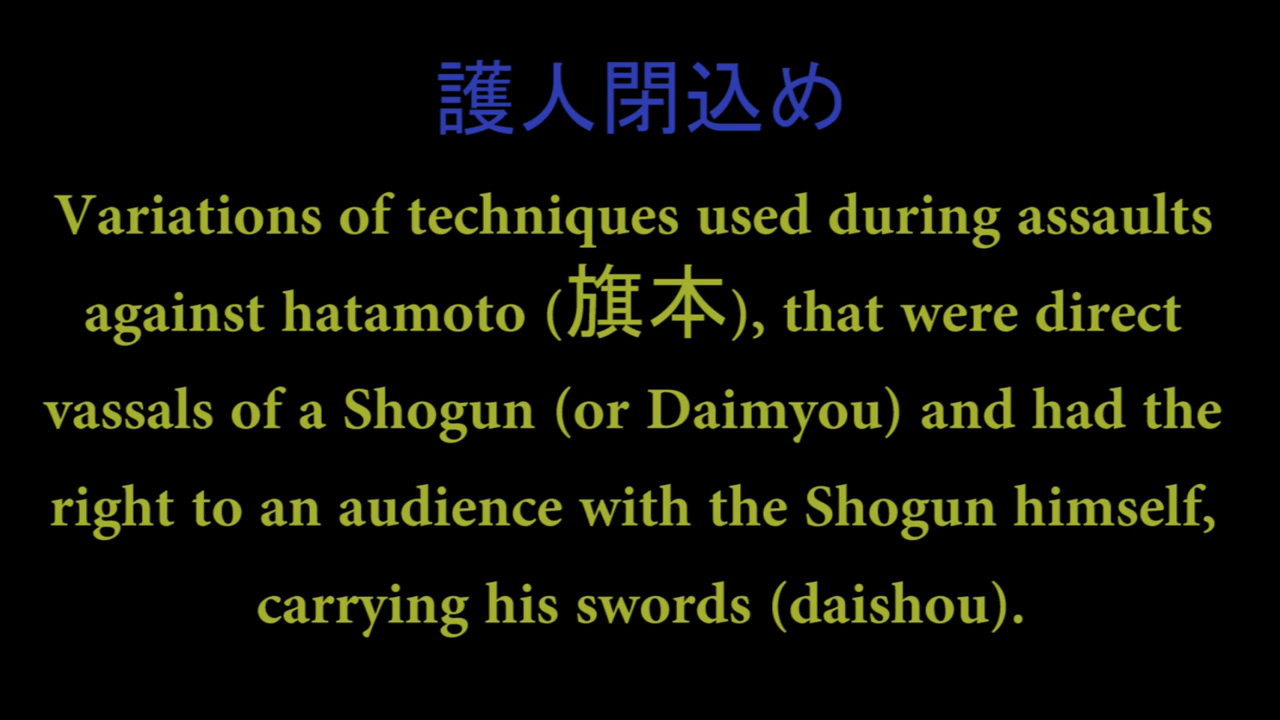 護人閉込め
Variations of techniques used during assaults
against hatamoto (旗本), that were direct
vassals of a Shogun (or Daimyou) and had the
right to an audience with the Shogun himself,
carrying his swords (daishou).